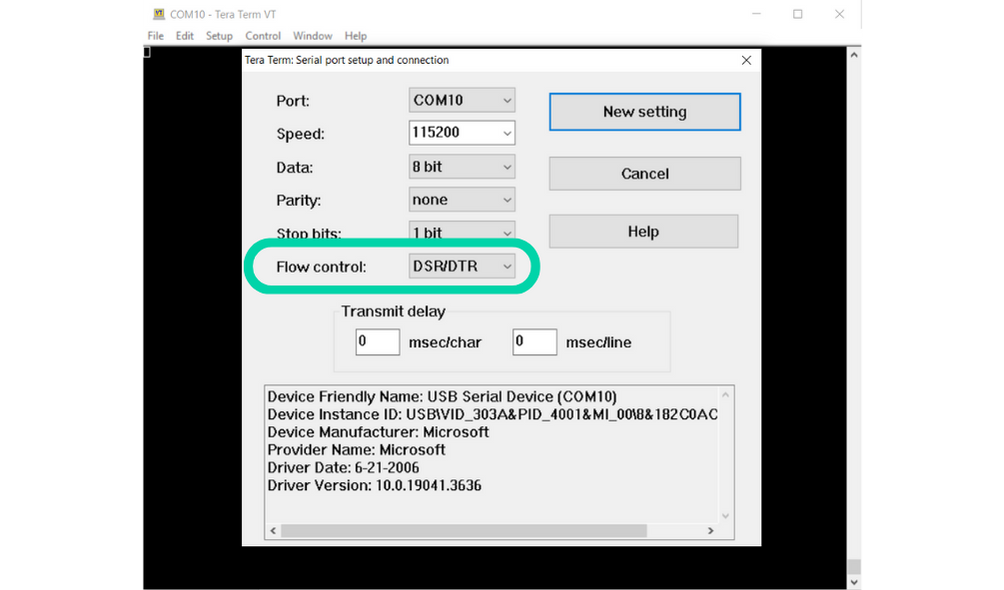 COM10 - Tera Term VT
File Edit Setup Control Window Help
Tera Term: Serial port setup and connection
Port: COM10 New setting
Speed: 115200
Data: 8 bit Cancel
Parity: none
Stop bits: 1 bit Help
Flow control: DSR/DTR
Transmit delay
0 msec/char 0 msec/line
Device Friendly Name: USB Serial Device (COM10)
Device Instance ID: USB\VID_303A&PID_4001&MI_00\8&182C0AC
Device Manufacturer: Microsoft
Provider Name: Microsoft
Driver Date: 6-21-2006
Driver Version: 10.0.19041.3636